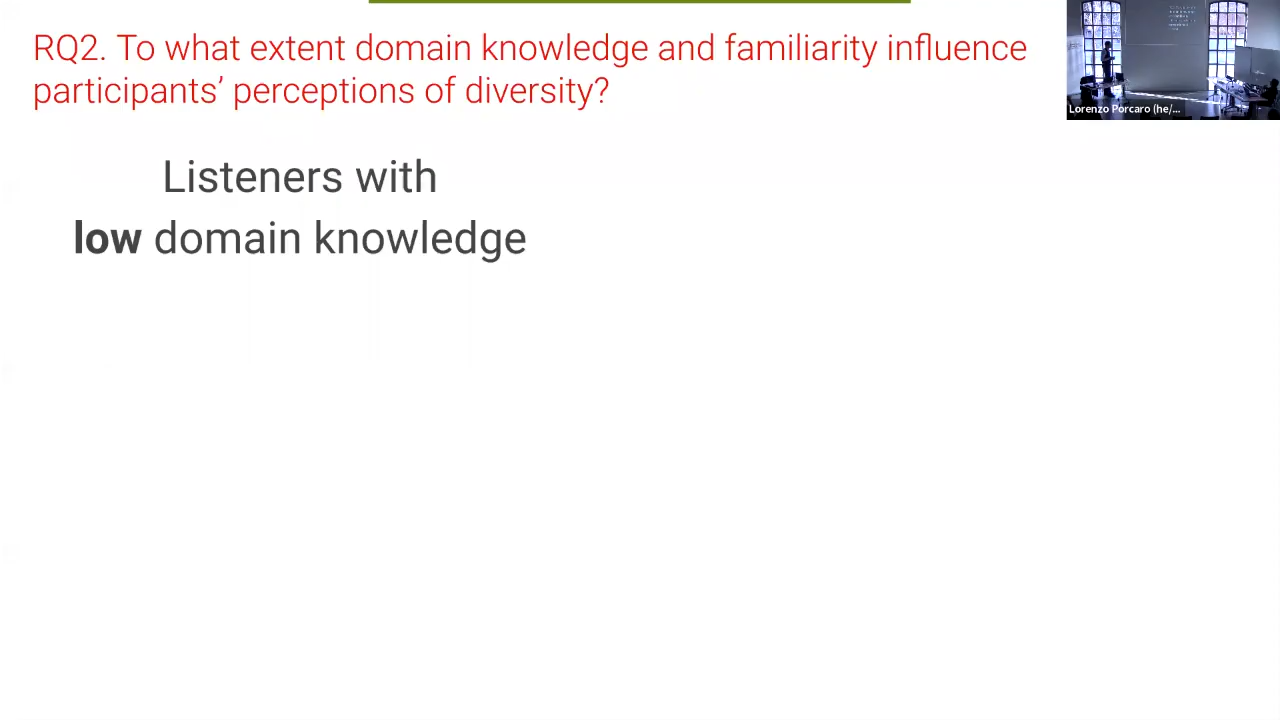 RQ2. To what extent domain knowledge and familiarity influence
participants’ perceptions of diversity?
Listeners with
low domain knowledge
Lorenzo Porcaro (he/...